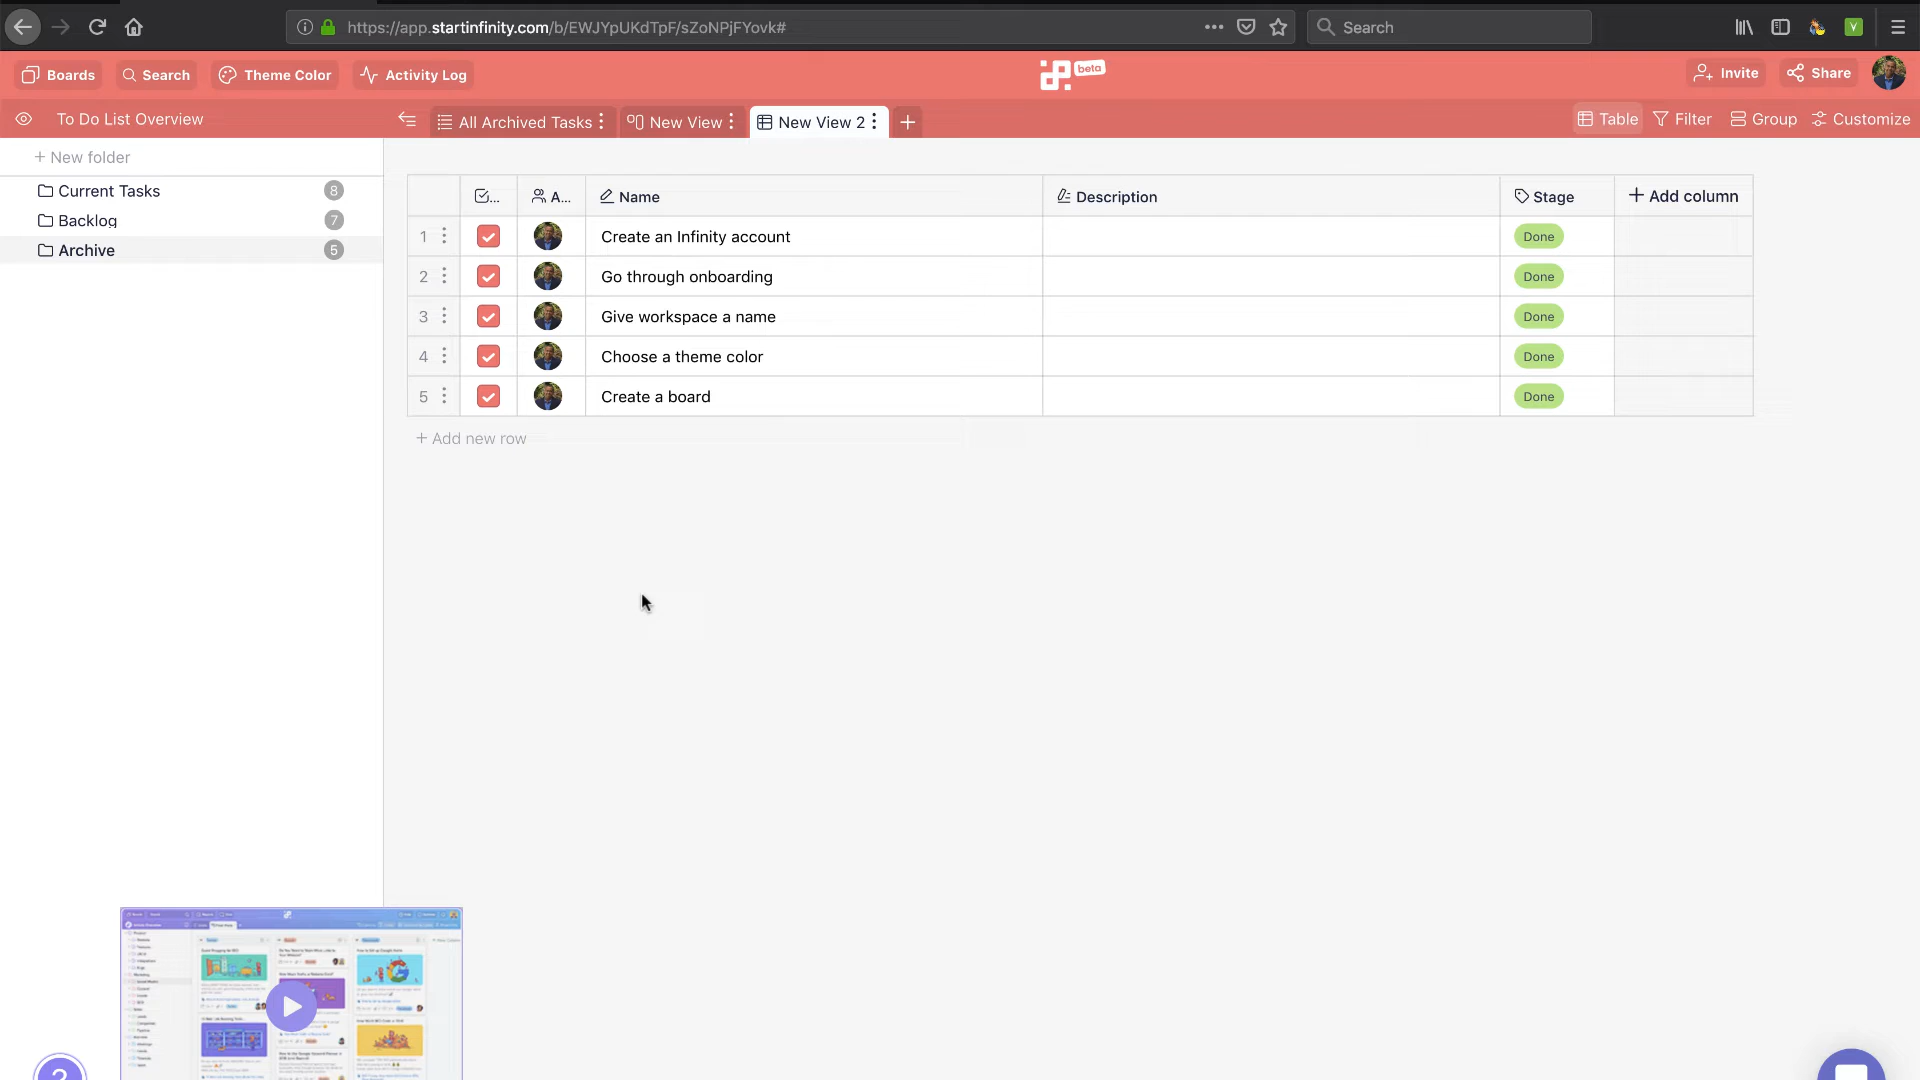 https://app.startinfinity.com/b/EWJYpUKdTpF/sZoNPjFYovk#
Search
Boards
Search
Theme Color
Activity Log
beta
Invite
Share
To Do List Overview
All Archived Tasks
New View
New View 2
Table
Filter
Group
Customize
+ New folder
Current Tasks 8
Backlog 7
Archive 5
A... Name Description Stage + Add column
1 Create an Infinity account Done
2 Go through onboarding Done
3 Give workspace a name Done
4 Choose a theme color Done
5 Create a board Done
+ Add new row
?